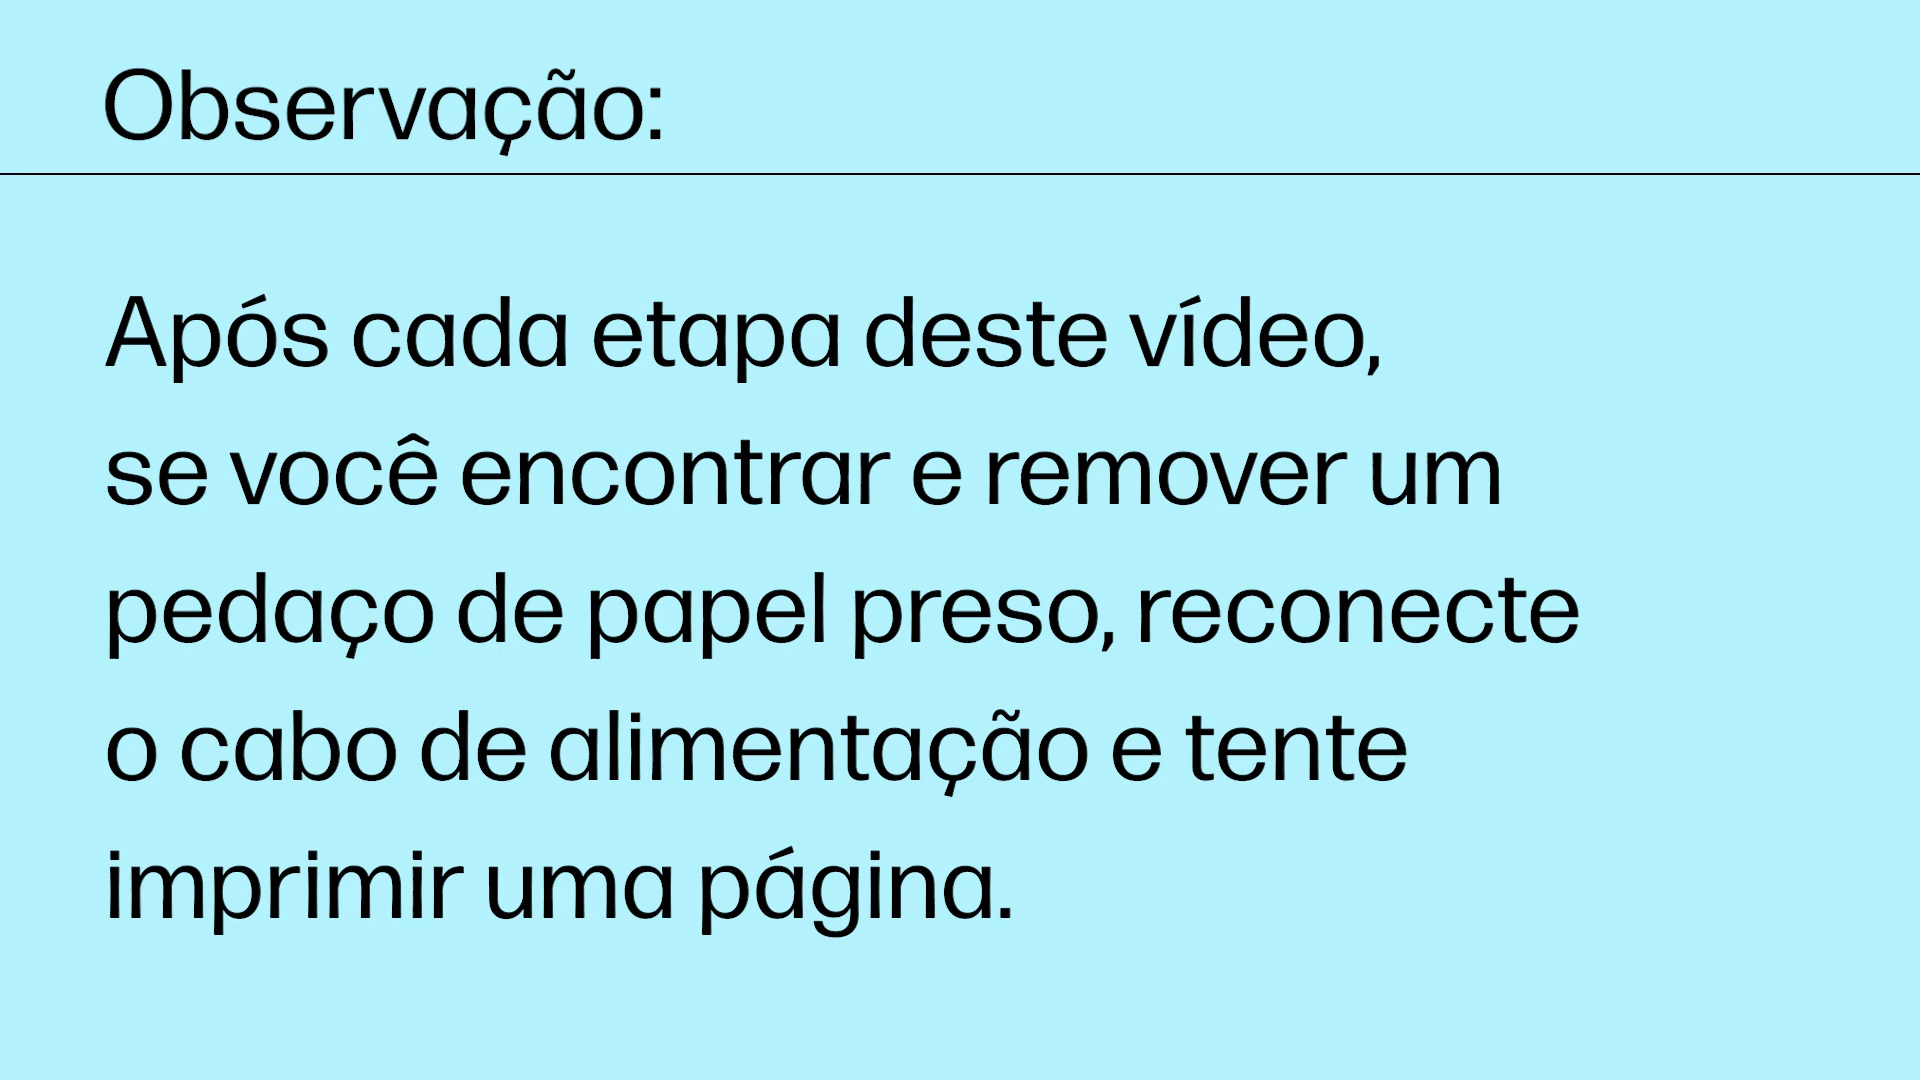 Observação:
Após cada etapa deste vídeo,
se você encontrar e remover um
pedaço de papel preso, reconecte
o cabo de alimentação e tente
imprimir uma página.